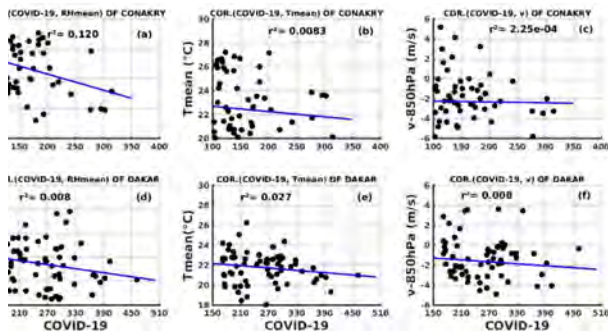 (COVID-19, RHmean) OF CONAKRY
COR.(COVID-19, Tmean) OF CONAKRY
COR.(COVID-19, v) OF CONAKRY
r²= 0.120 (a)
r²= 0.0083 (b)
r²= 2.25e-04 (c)
Tmean (°C)
v-850hPa (m/s)
30
28
26
24
22
20
6
4
2
0
-2
-4
-6
150 200 250 300 350 400
100 150 200 250 300 350 400
100 150 200 250 300 350 400
R.(COVID-19, RHmean) OF DAKAR
COR.(COVID-19, Tmean) OF DAKAR
COR.(COVID-19, v) OF DAKAR
r²= 0.008 (d)
r²= 0.027 (e)
r²= 0.008 (f)
Tmean(°C)
v-850hPa (m/s)
30
27
24
21
18
6
4
2
0
-2
-4
-6
210 270 330 390 450 510
150 210 270 330 390 450 510
150 210 270 330 390 450 510
COVID-19
COVID-19
COVID-19